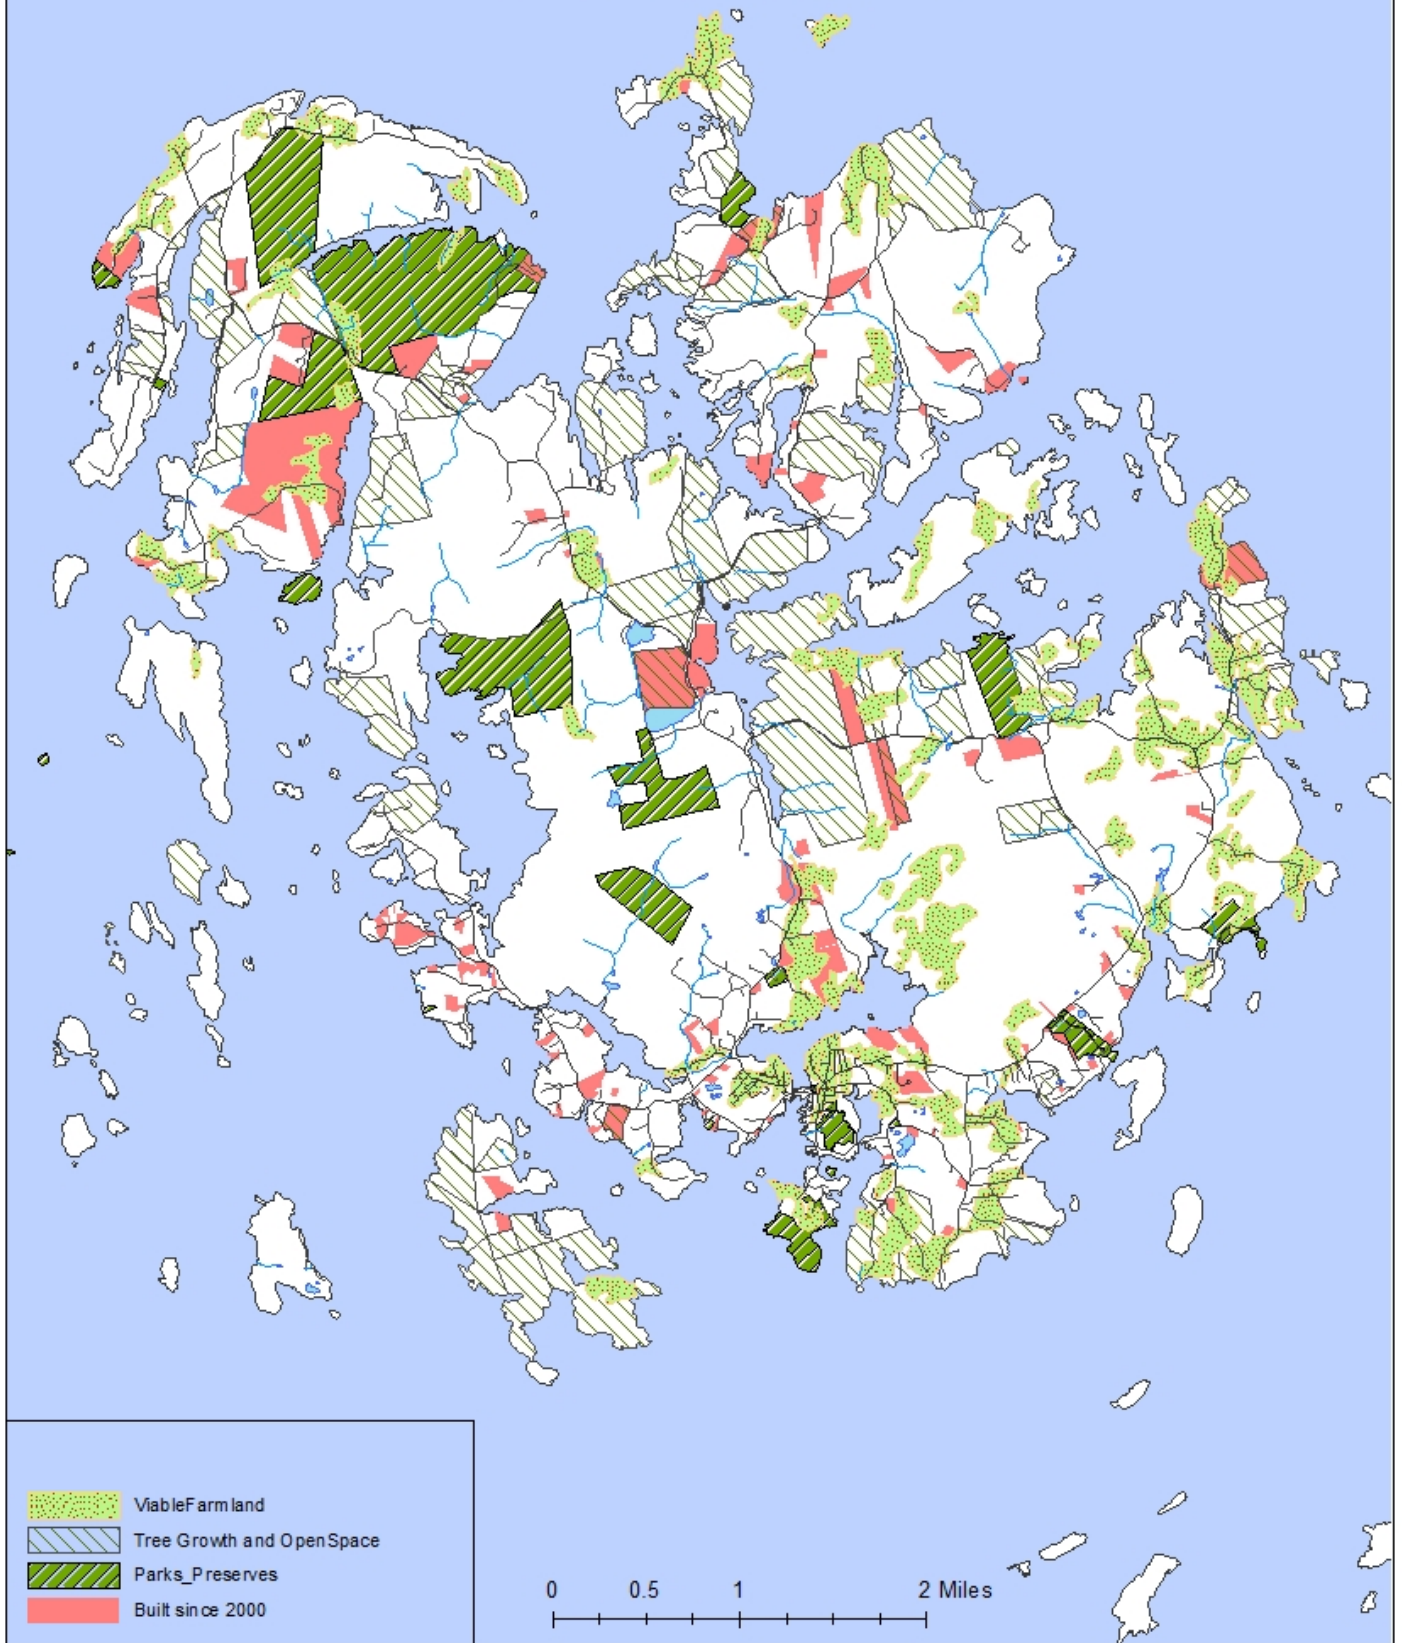 ViableFarmland
Tree Growth and OpenSpace
Parks_Preserves
Built since 2000
0 0.5 1 2 Miles